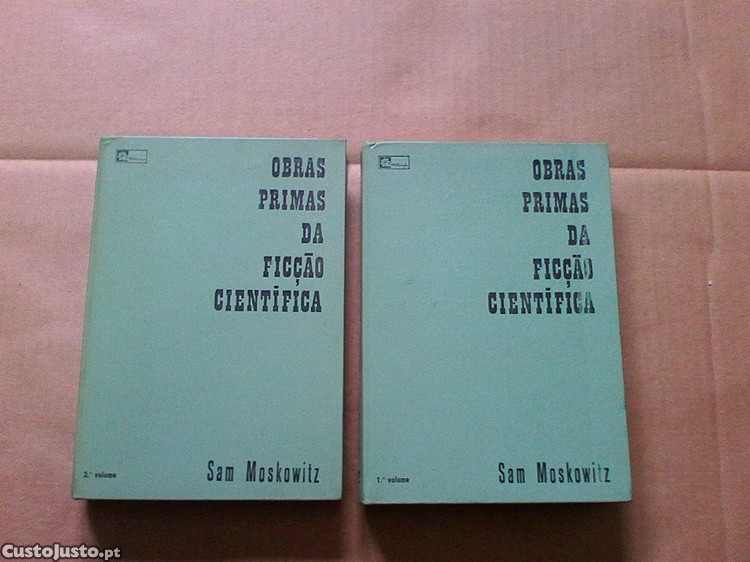 OBRAS
PRIMAS
DA
FICÇÃO
CIENTÍFICA
2.º volume
Sam Moskowitz
OBRAS
PRIMAS
DA
FICÇÃO
CIENTÍFICA
1.º volume
Sam Moskowitz
CustoJusto.pt